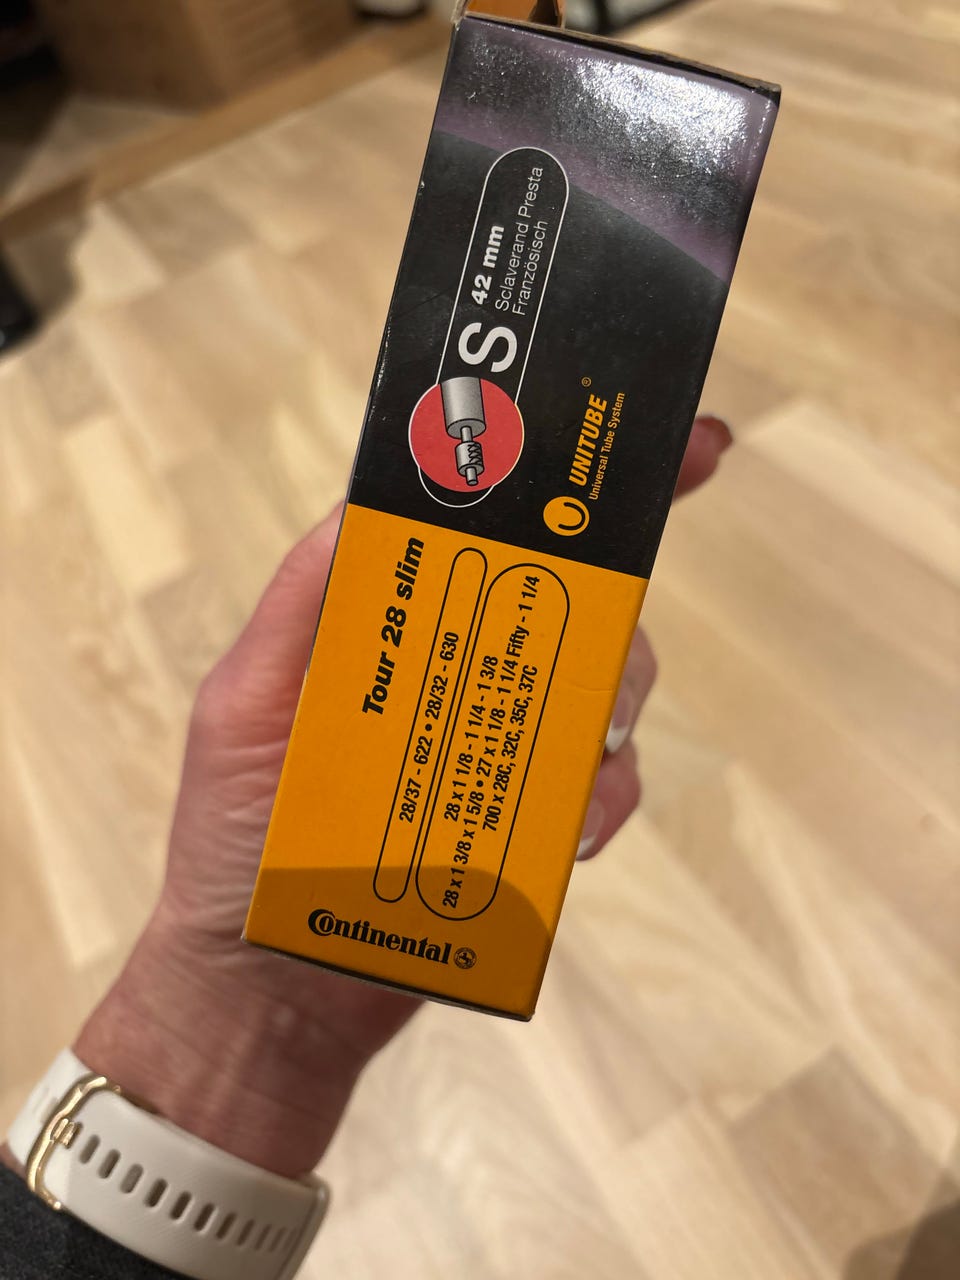 S
42 mm
Sclaverand Presta
Französisch
UNITUBE®
Universal Tube System
Tour 28 slim
28/37 - 622 • 28/32 - 630
28 x 1 1/8 - 1 1/4 - 1 3/8
28 x 1 3/8 x 1 5/8 • 27 x 1 1/8 - 1 1/4 Fifty - 1 1/4
700 x 28C, 32C, 35C, 37C
Continental